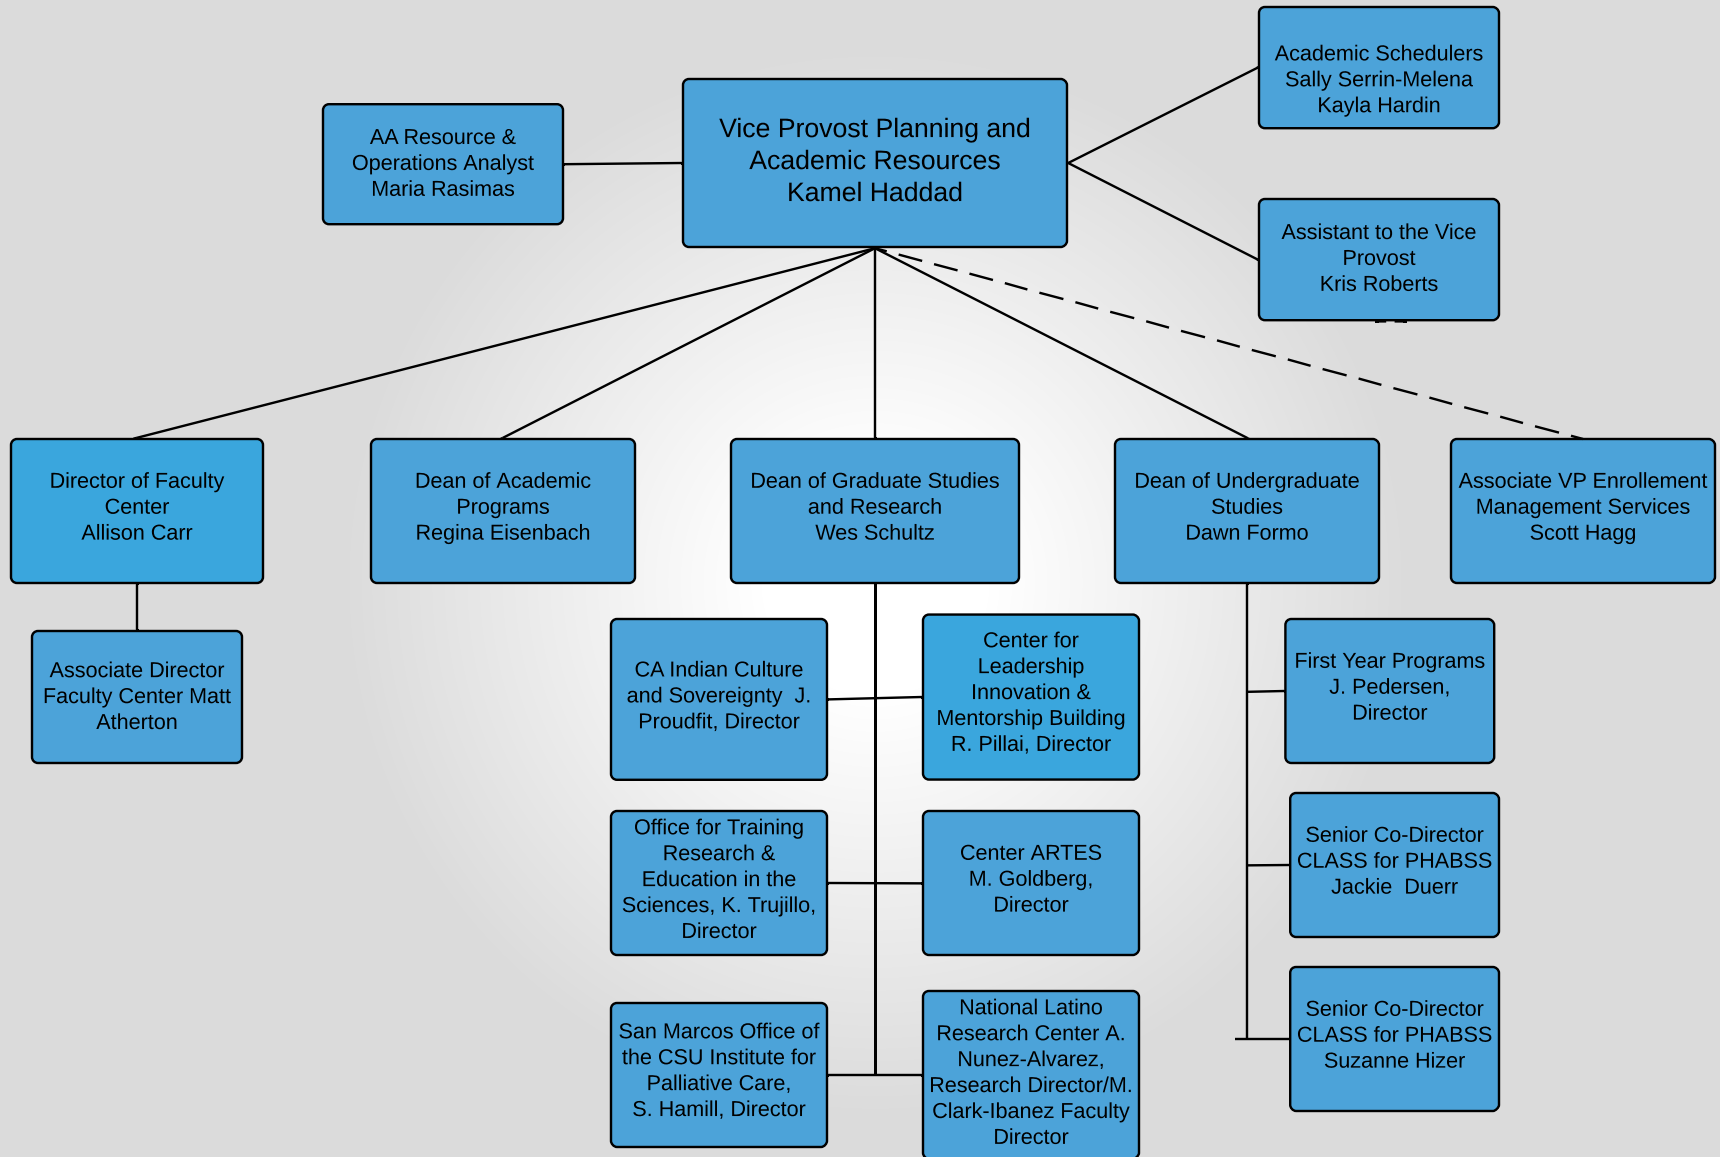 Academic Schedulers
Sally Serrin-Melena
Kayla Hardin
Vice Provost Planning and
Academic Resources
Kamel Haddad
AA Resource &
Operations Analyst
Maria Rasimas
Assistant to the Vice
Provost
Kris Roberts
Director of Faculty
Center
Allison Carr
Dean of Academic
Programs
Regina Eisenbach
Dean of Graduate Studies
and Research
Wes Schultz
Dean of Undergraduate
Studies
Dawn Formo
Associate VP Enrollement
Management Services
Scott Hagg
Associate Director
Faculty Center Matt
Atherton
CA Indian Culture
and Sovereignty  J.
Proudfit, Director
Center for
Leadership
Innovation &
Mentorship Building
R. Pillai, Director
First Year Programs
J. Pedersen,
Director
Office for Training
Research &
Education in the
Sciences, K. Trujillo,
Director
Center ARTES
M. Goldberg,
Director
Senior Co-Director
CLASS for PHABSS
Jackie  Duerr
San Marcos Office of
the CSU Institute for
Palliative Care,
S. Hamill, Director
National Latino
Research Center A.
Nunez-Alvarez,
Research Director/M.
Clark-Ibanez Faculty
Director
Senior Co-Director
CLASS for PHABSS
Suzanne Hizer